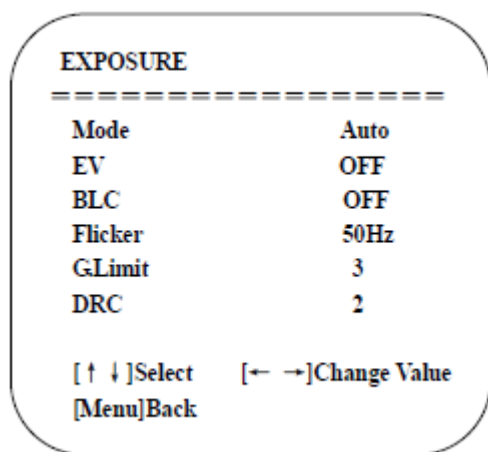 EXPOSURE
==================
Mode Auto
EV OFF
BLC OFF
Flicker 50Hz
G.Limit 3
DRC 2
[↑ ↓]Select [← →]Change Value
[Menu]Back